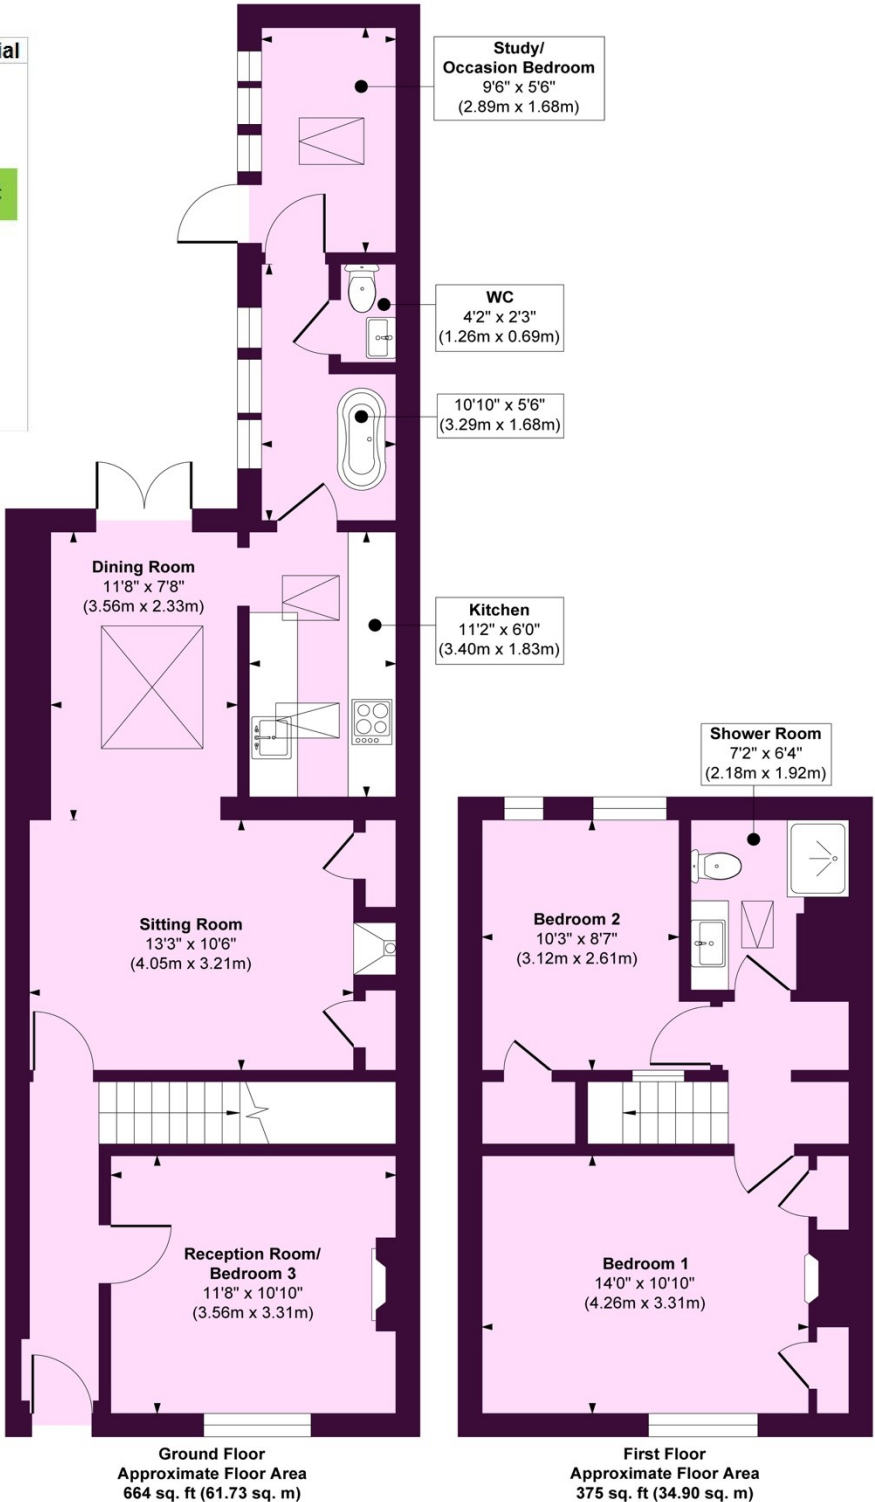 Study/
Occasion Bedroom
9'6" x 5'6"
(2.89m x 1.68m)
WC
4'2" x 2'3"
(1.26m x 0.69m)
10'10" x 5'6"
(3.29m x 1.68m)
Dining Room
11'8" x 7'8"
(3.56m x 2.33m)
Kitchen
11'2" x 6'0"
(3.40m x 1.83m)
Shower Room
7'2" x 6'4"
(2.18m x 1.92m)
Sitting Room
13'3" x 10'6"
(4.05m x 3.21m)
Bedroom 2
10'3" x 8'7"
(3.12m x 2.61m)
Reception Room/
Bedroom 3
11'8" x 10'10"
(3.56m x 3.31m)
Bedroom 1
14'0" x 10'10"
(4.26m x 3.31m)
Ground Floor
Approximate Floor Area
664 sq. ft (61.73 sq. m)
First Floor
Approximate Floor Area
375 sq. ft (34.90 sq. m)